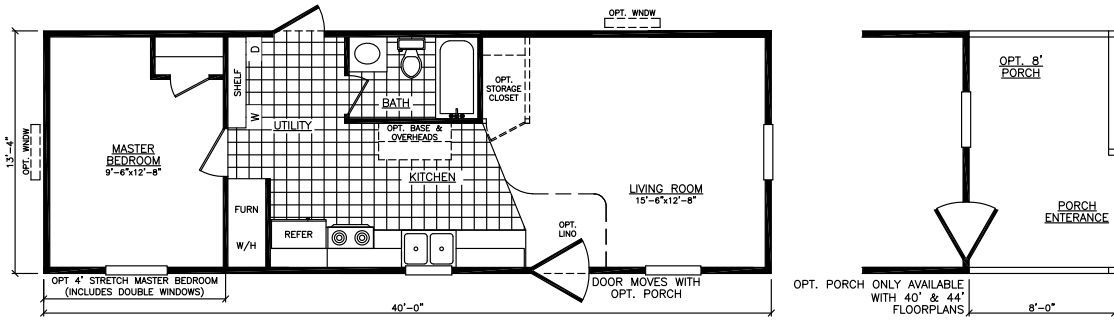 OPT. WNDW
13'-4"
OPT. WNDW
MASTER
BEDROOM
9'-6"x12'-8"
SHELF
D
W
UTILITY
BATH
OPT. BASE &
OVERHEADS
KITCHEN
OPT.
STORAGE
CLOSET
LIVING ROOM
15'-6"x12'-8"
FURN
W/H
REFER
OPT.
LINO
OPT 4' STRETCH MASTER BEDROOM
(INCLUDES DOUBLE WINDOWS)
DOOR MOVES WITH
OPT. PORCH
40'-0"
OPT. 8'
PORCH
PORCH
ENTERANCE
OPT. PORCH ONLY AVAILABLE
WITH 40' & 44'
FLOORPLANS
8'-0"